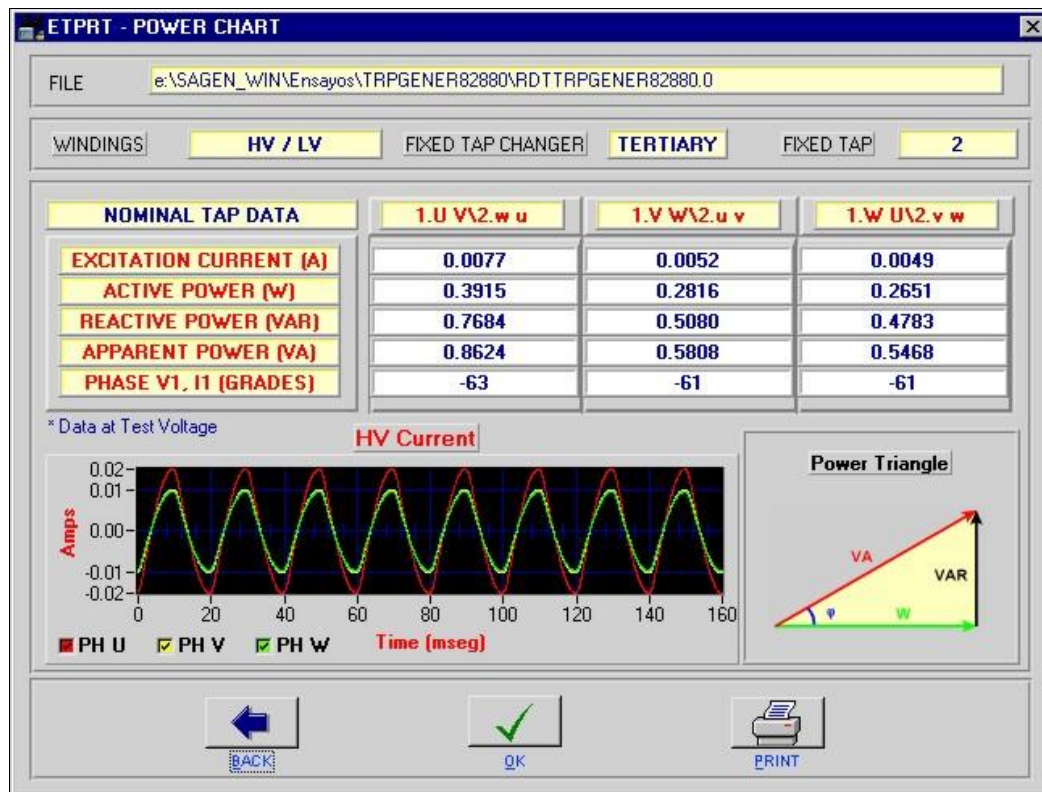 ETPRT - POWER CHART
FILE e:\SAGEN_WIN\Ensayos\TRPGENER82880\RDTTRPGENER82880.0
WINDINGS HV / LV FIXED TAP CHANGER TERTIARY FIXED TAP 2
NOMINAL TAP DATA 1.U V\2.w u 1.V W\2.u v 1.W U\2.v w
EXCITATION CURRENT (A) 0.0077 0.0052 0.0049
ACTIVE POWER (W) 0.3915 0.2816 0.2651
REACTIVE POWER (VAR) 0.7684 0.5080 0.4783
APPARENT POWER (VA) 0.8624 0.5808 0.5468
PHASE V1, I1 (GRADES) -63 -61 -61
* Data at Test Voltage
HV Current
Amps
0.02
0.01
0.00
-0.01
-0.02
0 20 40 60 80 100 120 140 160
PH U PH V PH W Time (mseg)
Power Triangle
VA
VAR
φ W
BACK OK PRINT